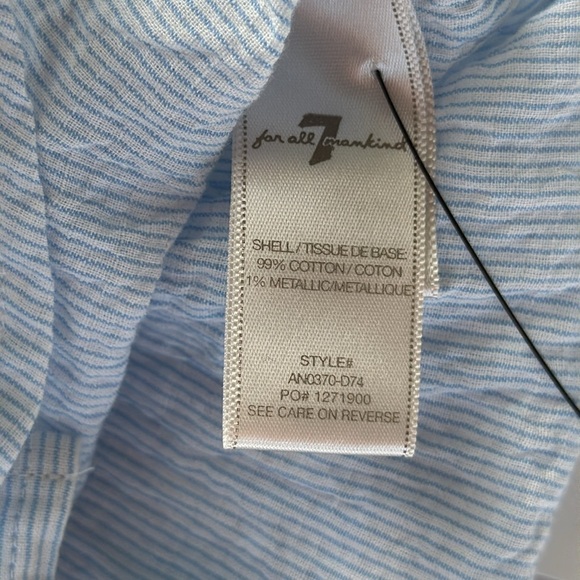 for all 7 mankind
SHELL/TISSUE DE BASE:
99% COTTON/COTON
1% METALLIC/METALLIQUE
STYLE#
AN0370-D74
PO# 1271900
SEE CARE ON REVERSE